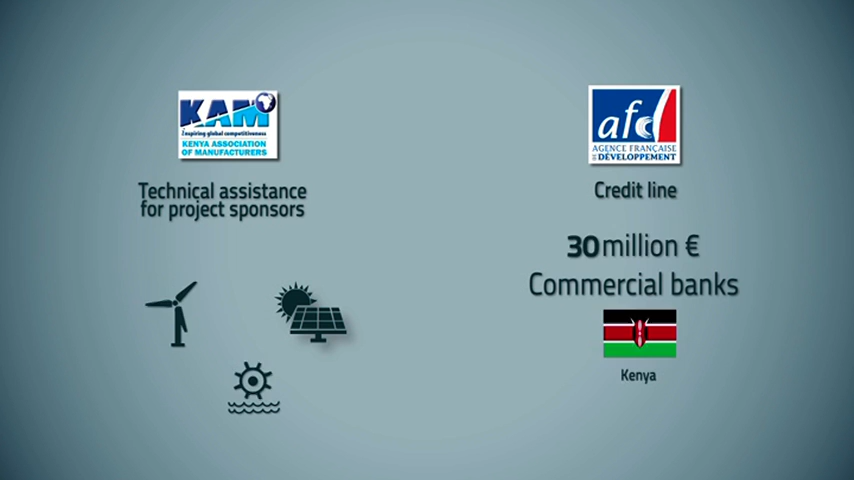 KAM
Inspiring global competitiveness
KENYA ASSOCIATION
OF MANUFACTURERS
Technical assistance
for project sponsors
afd
AGENCE FRANÇAISE
DE DÉVELOPPEMENT
Credit line
30 million €
Commercial banks
Kenya